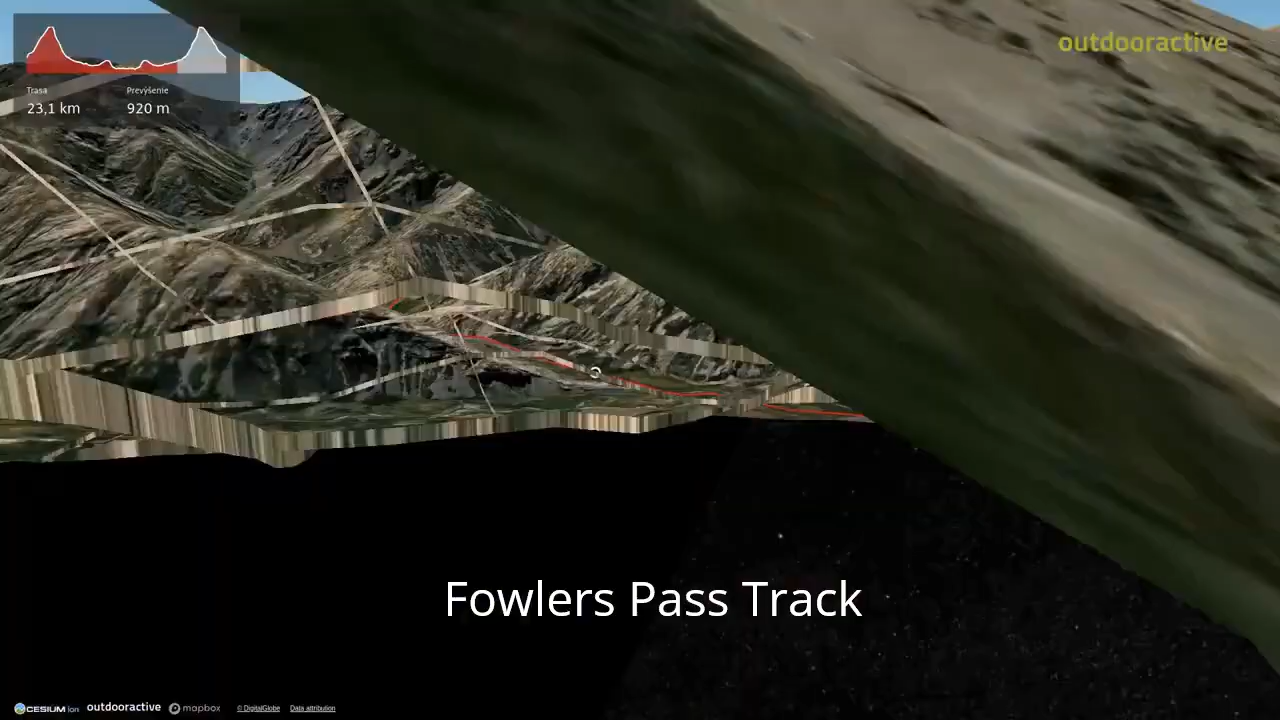 outdooractive
Trasa
Prevýšenie
23,1 km
920 m
Fowlers Pass Track
CESIUM ion
outdooractive
mapbox
© DigitalGlobe
Data attribution